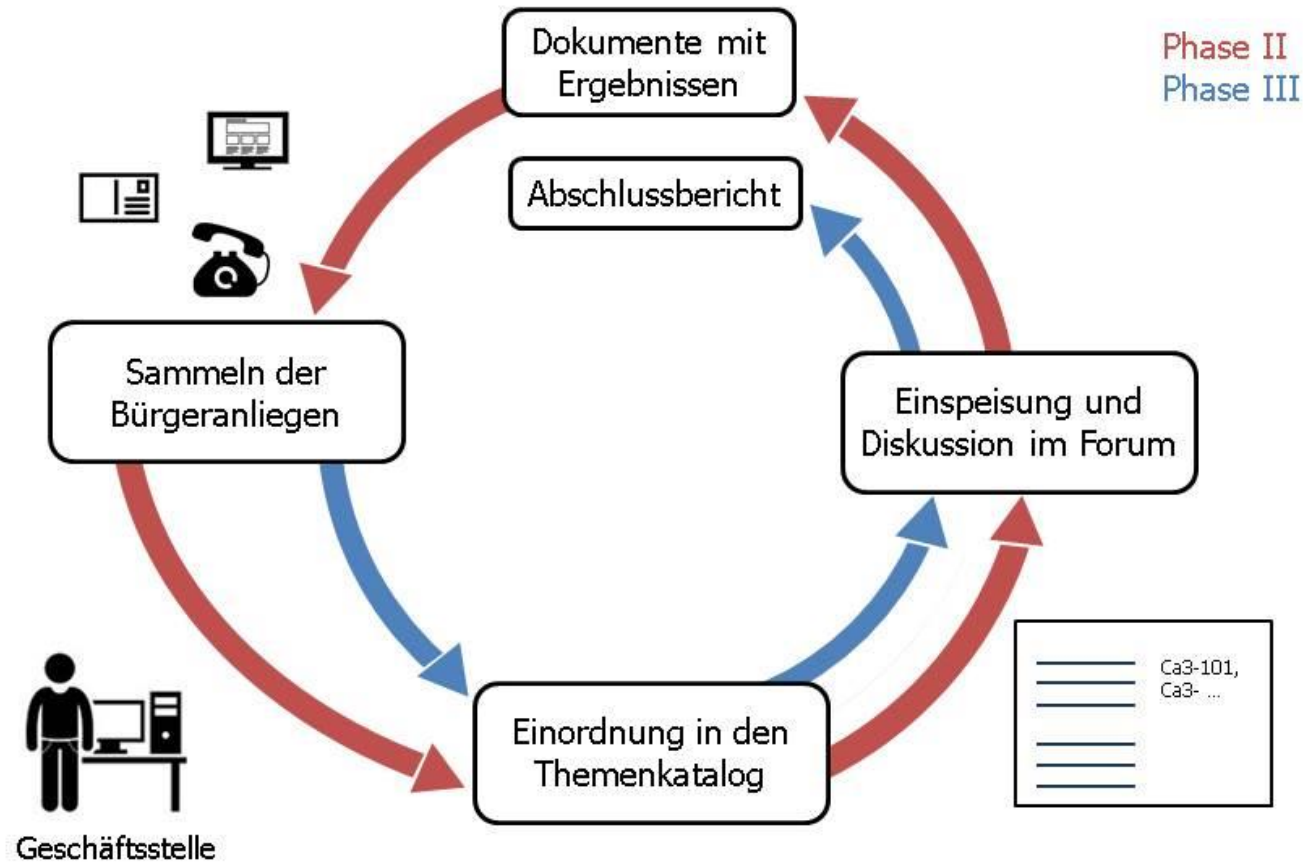 Dokumente mit
Ergebnissen
Phase II
Phase III
Abschlussbericht
Sammeln der
Bürgeranliegen
Einspeisung und
Diskussion im Forum
Ca3-101,
Ca3- ...
Einordnung in den
Themenkatalog
Geschäftsstelle